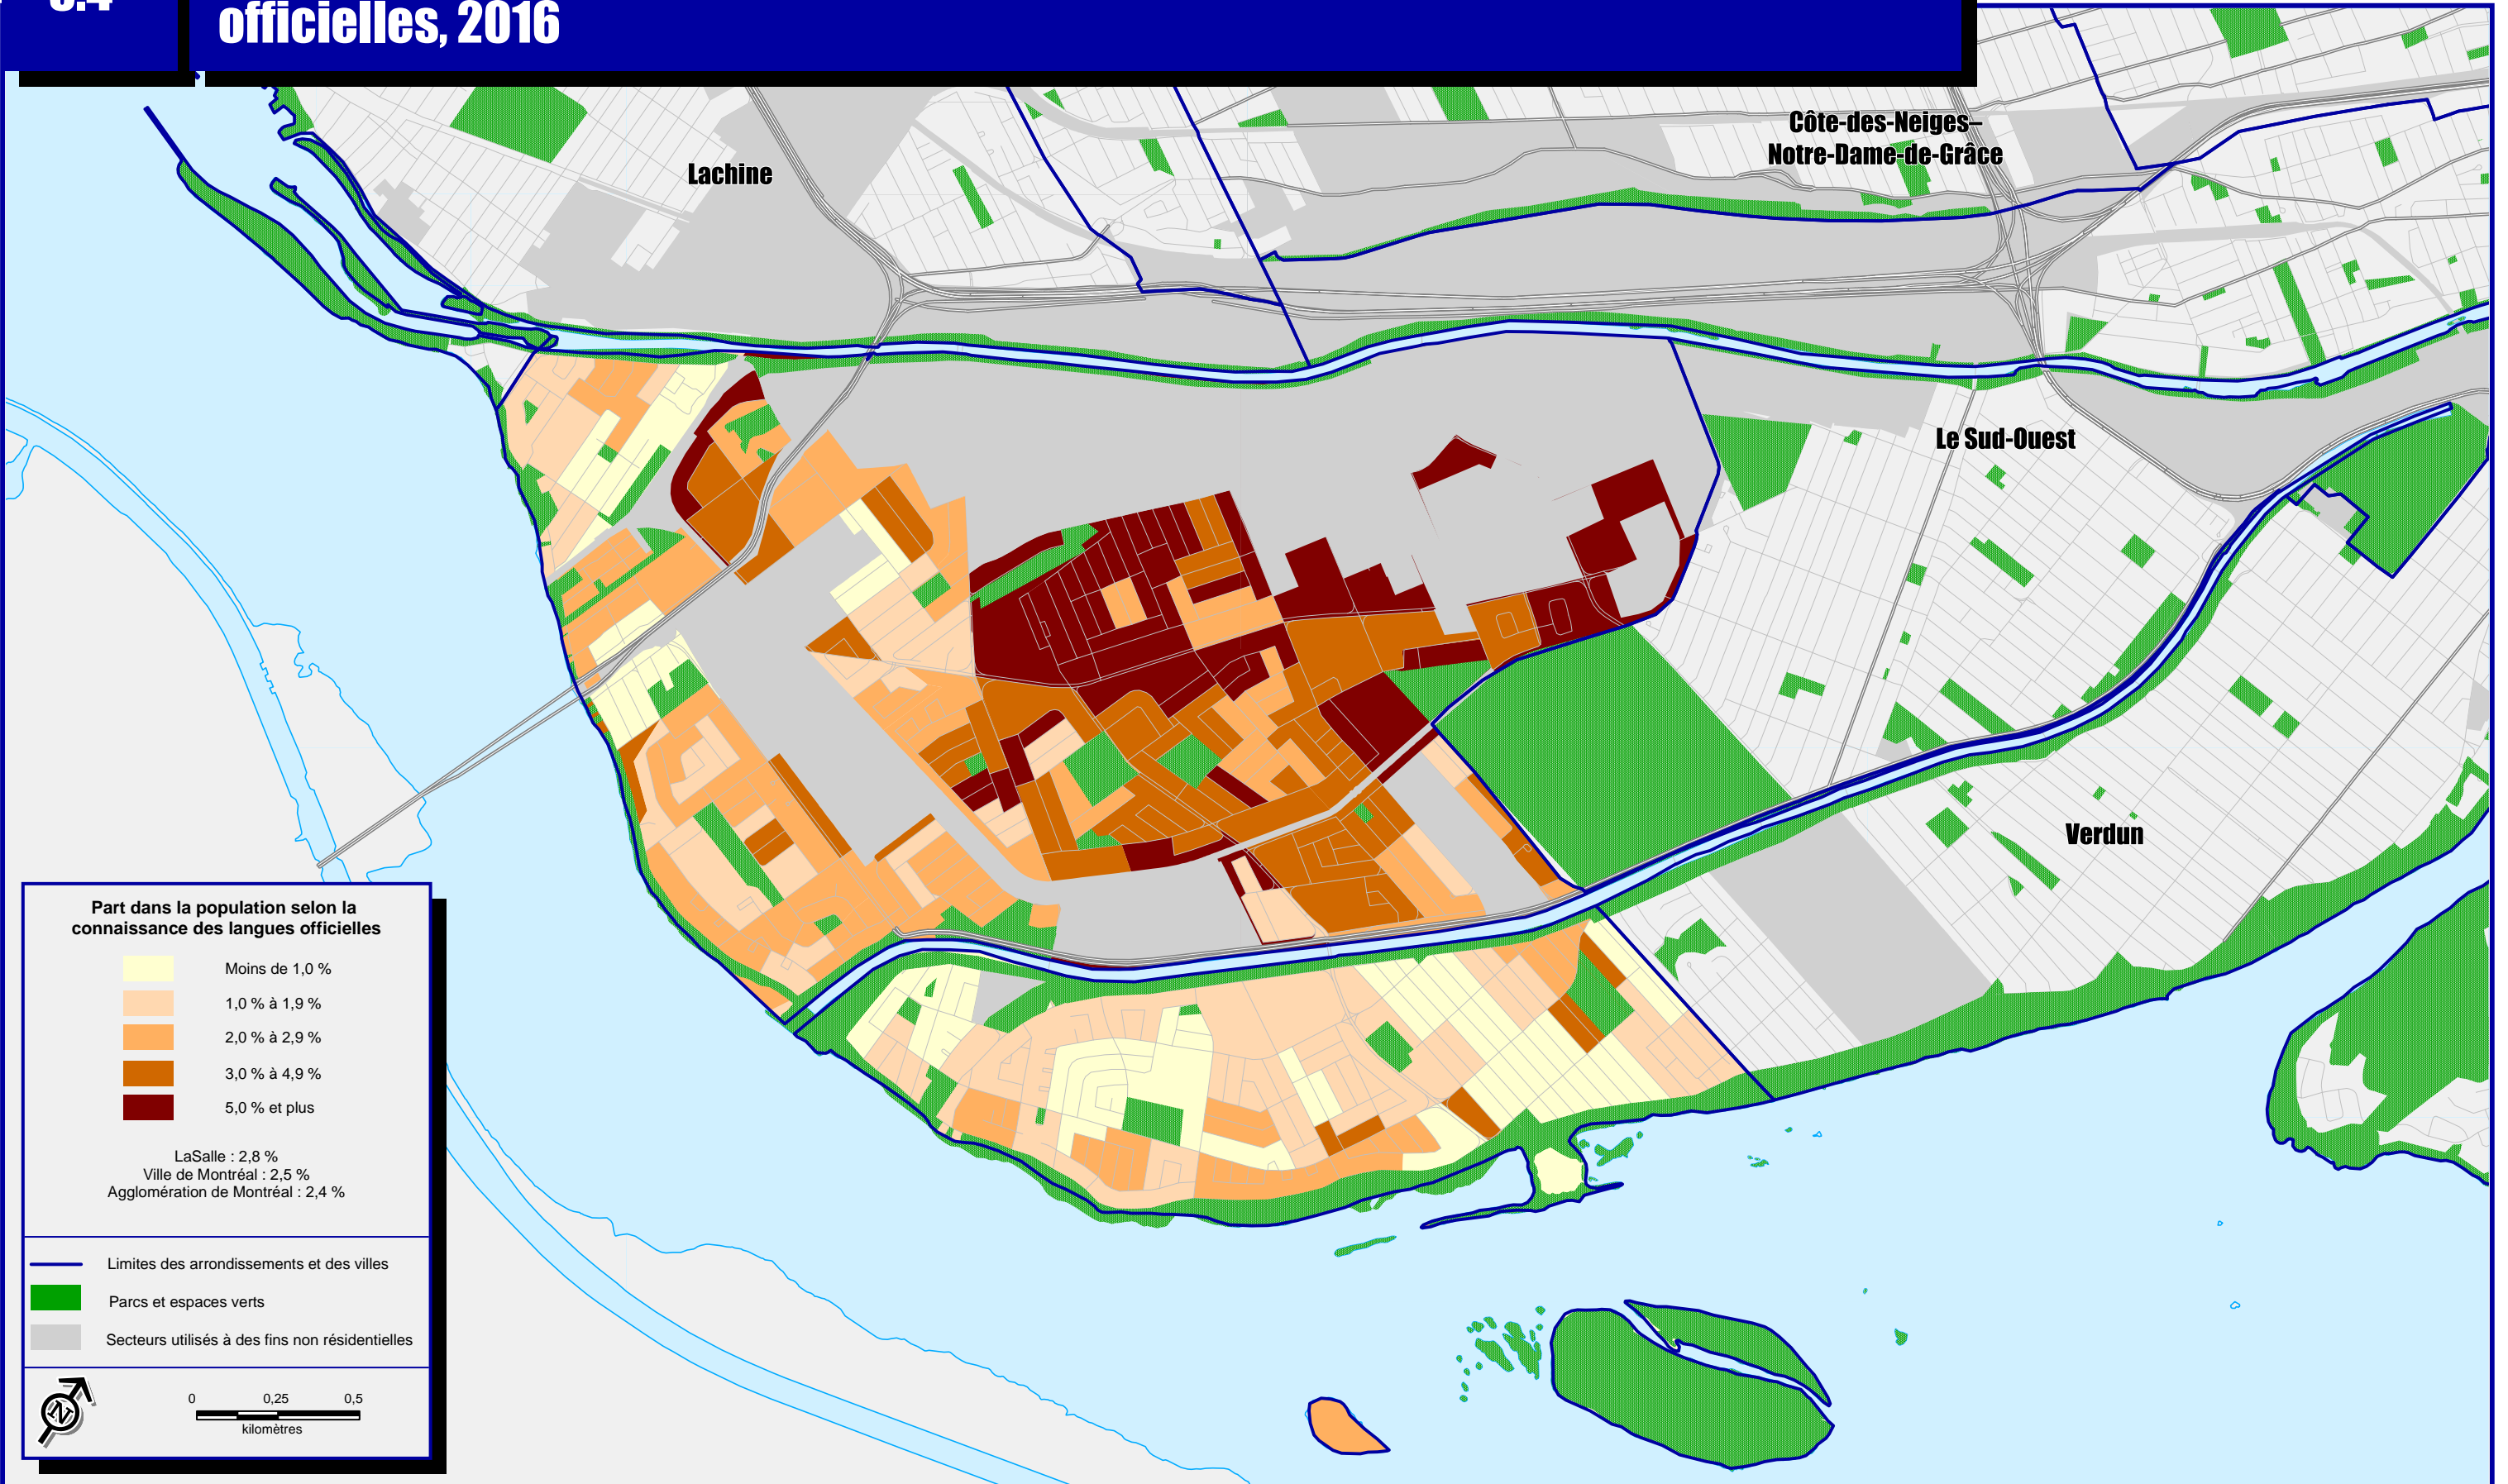 officielles, 2016
Côte-des-Neiges–
Notre-Dame-de-Grâce
Lachine
Le Sud-Ouest
Verdun
Part dans la population selon la
connaissance des langues officielles
Moins de 1,0 %
1,0 % à 1,9 %
2,0 % à 2,9 %
3,0 % à 4,9 %
5,0 % et plus
LaSalle : 2,8 %
Ville de Montréal : 2,5 %
Agglomération de Montréal : 2,4 %
Limites des arrondissements et des villes
Parcs et espaces verts
Secteurs utilisés à des fins non résidentielles
N
0 0,25 0,5
kilomètres